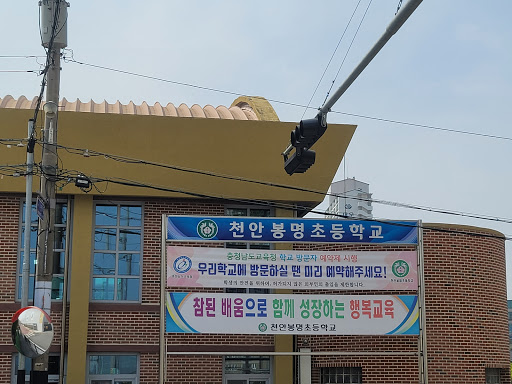 천안봉명초등학교
충청남도교육청 학교 방문자 예약제 시행
우리학교에 방문하실 땐 미리 예약해주세요!
참된 배움으로 함께 성장하는 행복교육
천안봉명초등학교